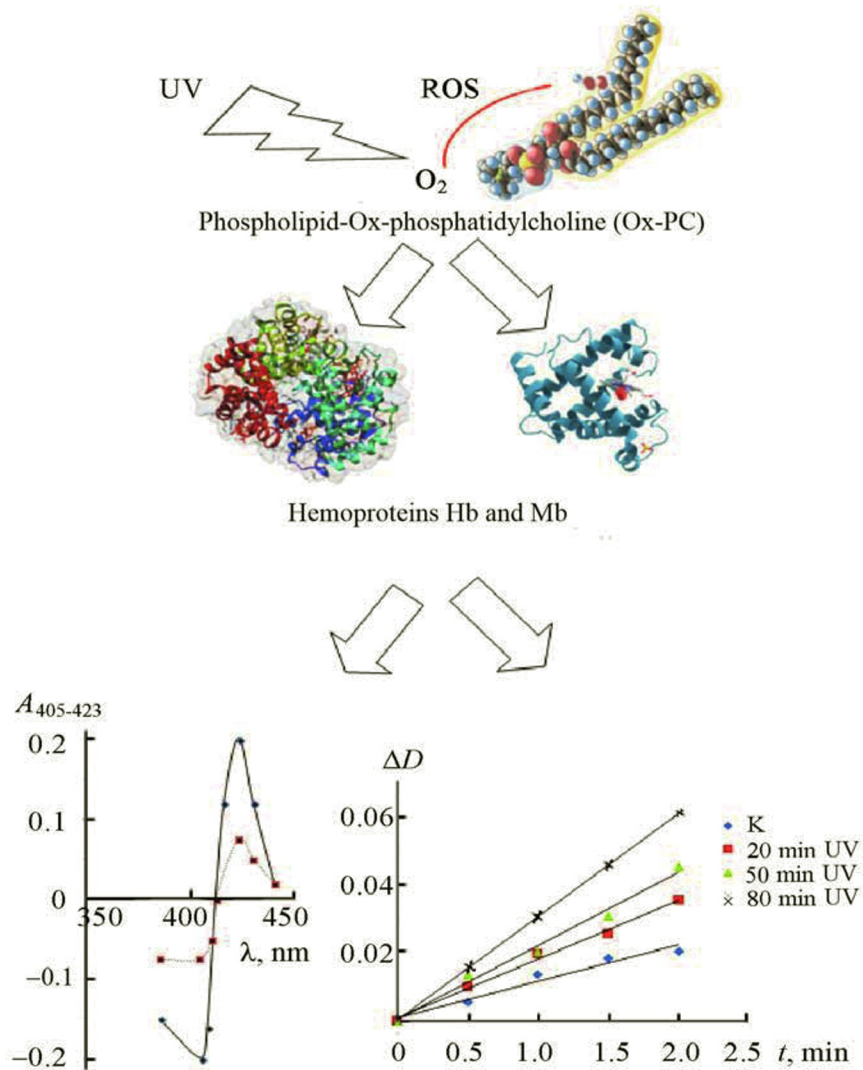 UV
ROS
O₂
Phospholipid-Ox-phosphatidylcholine (Ox-PC)
Hemoproteins Hb and Mb
A₄₀₅₋₄₂₃
0.2
0.1
0
350 400 450
λ, nm
−0.1
−0.2
ΔD
0.06
0.04
0.02
0 0.5 1.0 1.5 2.0 2.5 t, min
K
20 min UV
50 min UV
80 min UV